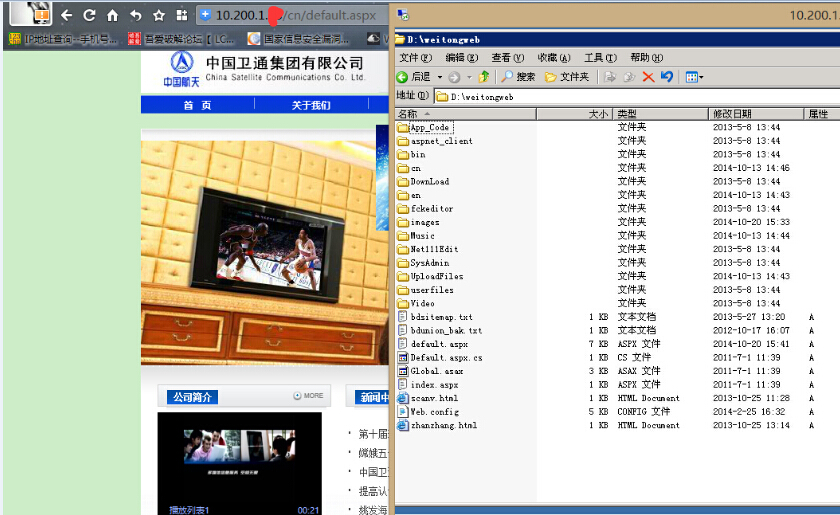 10.200.1. /cn/default.aspx
IP地址查询--手机号...
吾爱破解论坛【 LC...
国家信息安全漏洞...
中国航天
中国卫通集团有限公司
China Satellite Communications Co. Ltd.
首 页
关于我们
公司简介
MORE
新闻中
播放列表1
00:21
第十届
嫦娥五
中国卫
提高认
10.200.1.
D:\weitongweb
文件(F) 编辑(E) 查看(V) 收藏(A) 工具(T) 帮助(H)
后退 搜索 文件夹
地址(D) D:\weitongweb
名称 大小 类型 修改日期 属性
App_Code 文件夹 2013-5-8 13:44
aspnet_client 文件夹 2013-5-8 13:44
bin 文件夹 2013-5-8 13:44
cn 文件夹 2014-10-13 14:46
DownLoad 文件夹 2013-5-8 13:44
en 文件夹 2014-10-13 14:43
fckeditor 文件夹 2013-5-8 13:44
images 文件夹 2014-10-20 15:33
Music 文件夹 2014-10-13 14:44
Net111Edit 文件夹 2013-5-8 13:44
SysAdmin 文件夹 2013-5-8 13:44
UploadFiles 文件夹 2014-10-13 14:43
userfiles 文件夹 2013-5-8 13:44
Video 文件夹 2013-5-8 13:44
bdsitemap.txt 1 KB 文本文档 2013-5-27 13:20 A
bdunion_bak.txt 1 KB 文本文档 2012-10-17 16:07 A
default.aspx 7 KB ASPX 文件 2014-10-20 15:41 A
Default.aspx.cs 1 KB CS 文件 2011-7-1 11:39 A
Global.asax 3 KB ASAX 文件 2011-7-1 11:39 A
index.aspx 1 KB ASPX 文件 2011-7-1 11:39 A
scanv.html 1 KB HTML Document 2013-10-25 11:28 A
Web.config 5 KB CONFIG 文件 2014-2-25 16:32 A
zhanzhang.html 1 KB HTML Document 2013-10-25 13:14 A